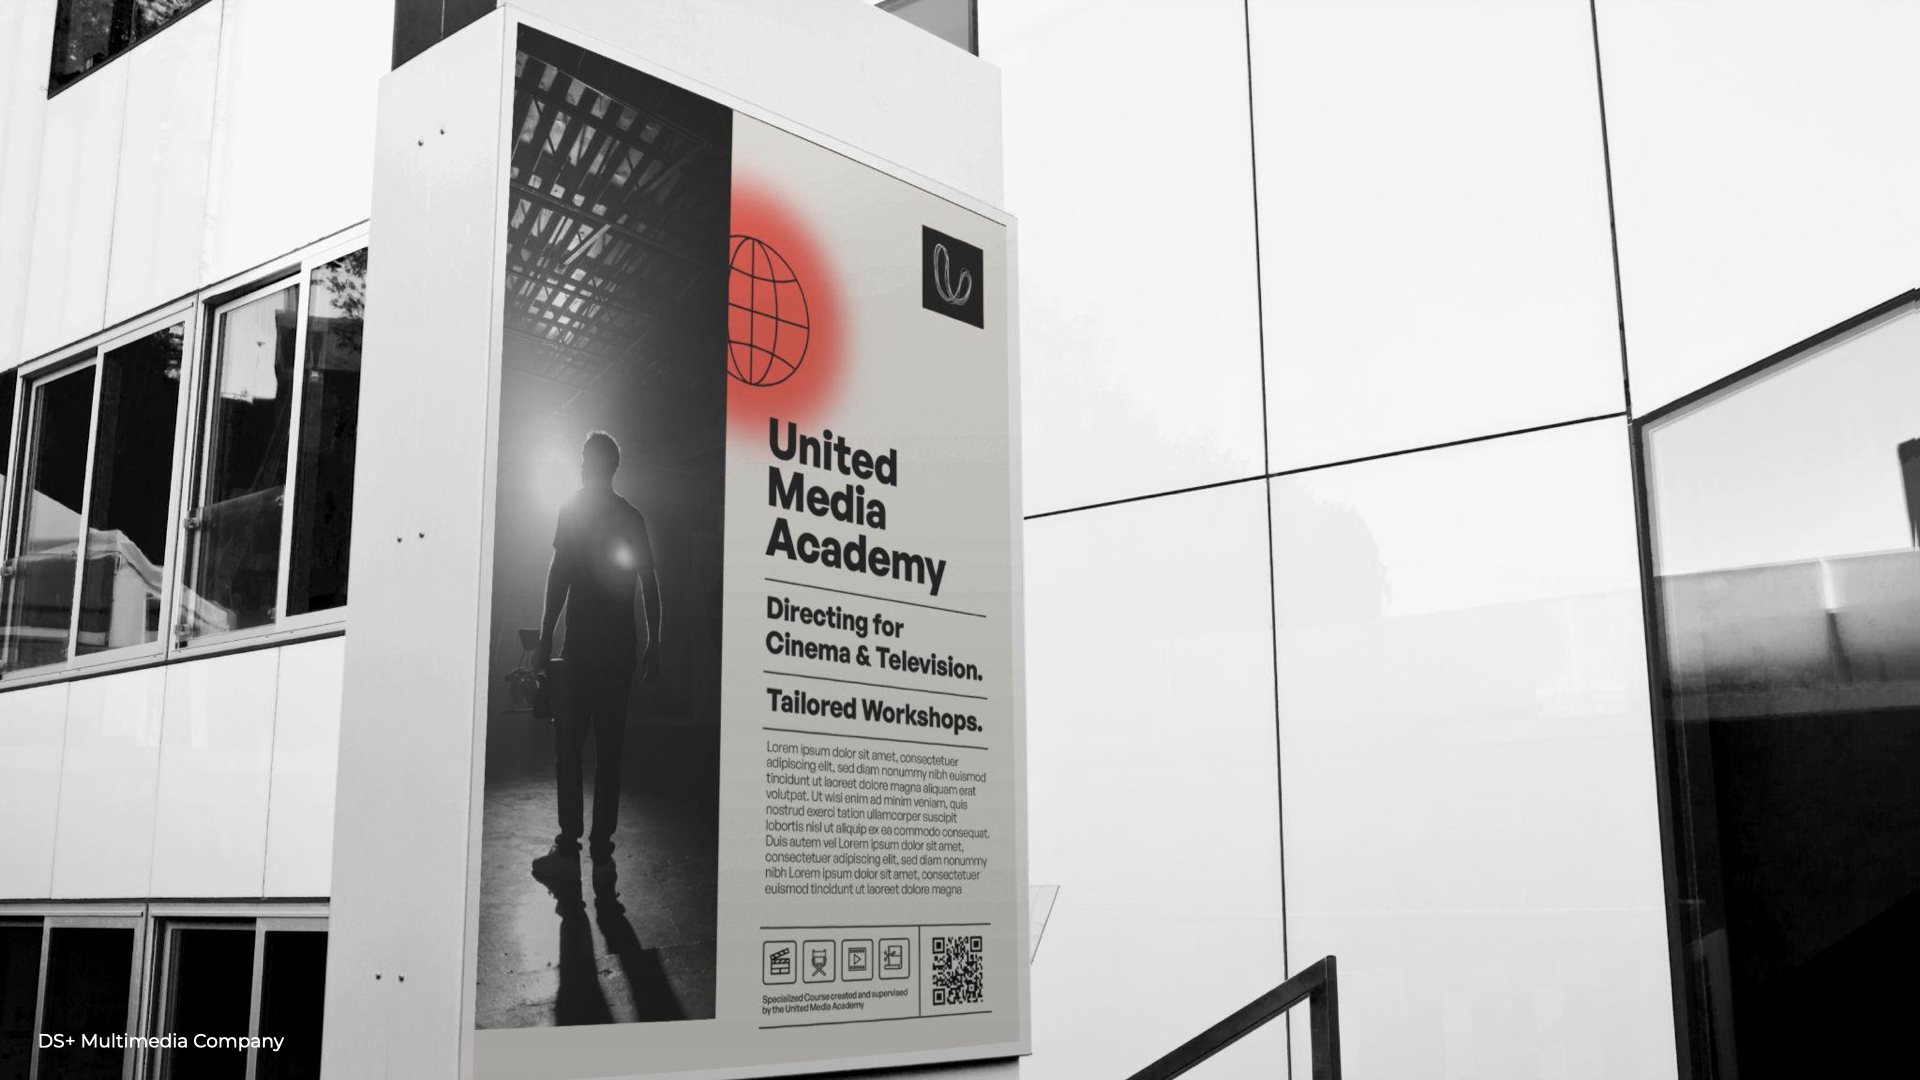 United
Media
Academy
Directing for
Cinema & Television.
Tailored Workshops.
Lorem ipsum dolor sit amet, consectetuer
adipiscing elit, sed diam nonummy nibh euismod
tincidunt ut laoreet dolore magna aliquam erat
volutpat. Ut wisi enim ad minim veniam, quis
nostrud exerci tation ullamcorper suscipit
lobortis nisl ut aliquip ex ea commodo consequat.
Duis autem vel Lorem ipsum dolor sit amet,
consectetuer adipiscing elit, sed diam nonummy
nibh Lorem ipsum dolor sit amet, consectetuer
euismod tincidunt ut laoreet dolore magna
Specialized Course created and supervised
by the United Media Academy
DS+ Multimedia Company